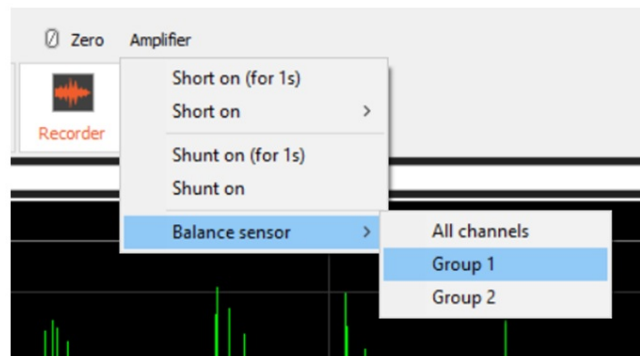 Zero Amplifier
Recorder
Short on (for 1s)
Short on
Shunt on (for 1s)
Shunt on
Balance sensor
All channels
Group 1
Group 2